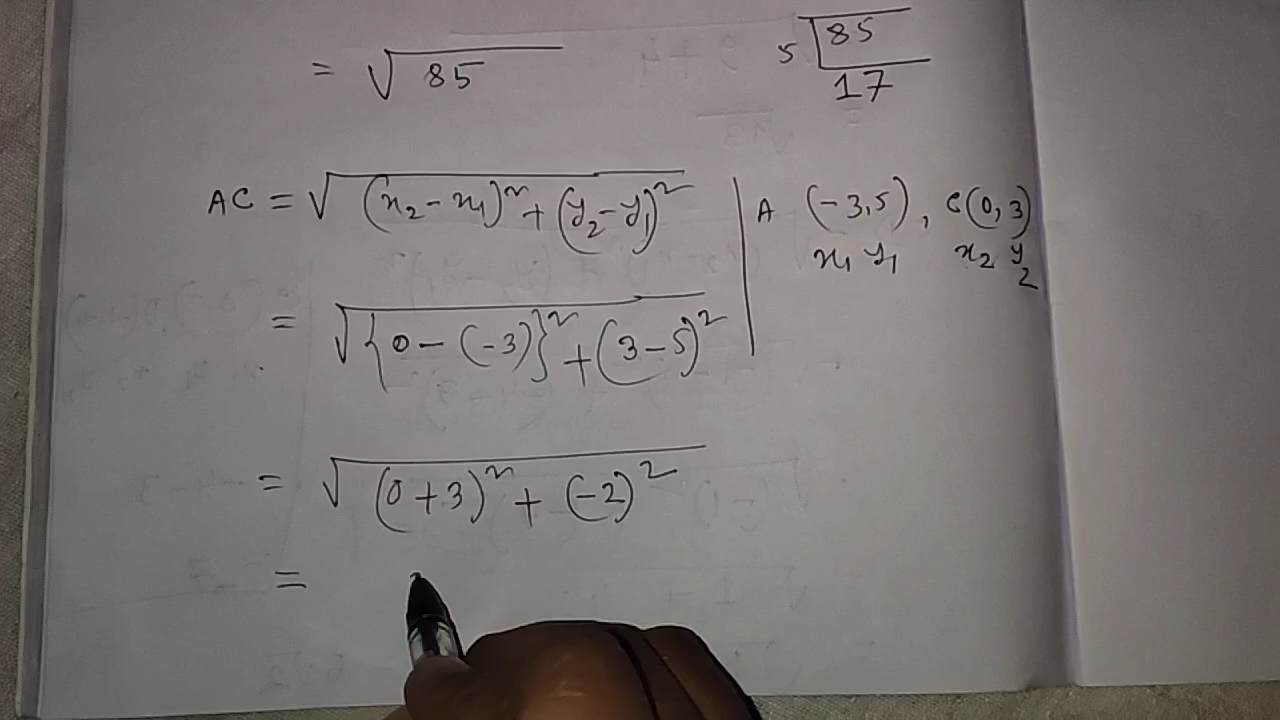 = √85
5 | 85
17
AC = √(x₂ - x₁)² + (y₂ - y₁)²
A (-3, 5), C (0, 3)
x₁ y₁ x₂ y₂
= √{0 - (-3)}² + (3 - 5)²
= √(0 + 3)² + (-2)²
=